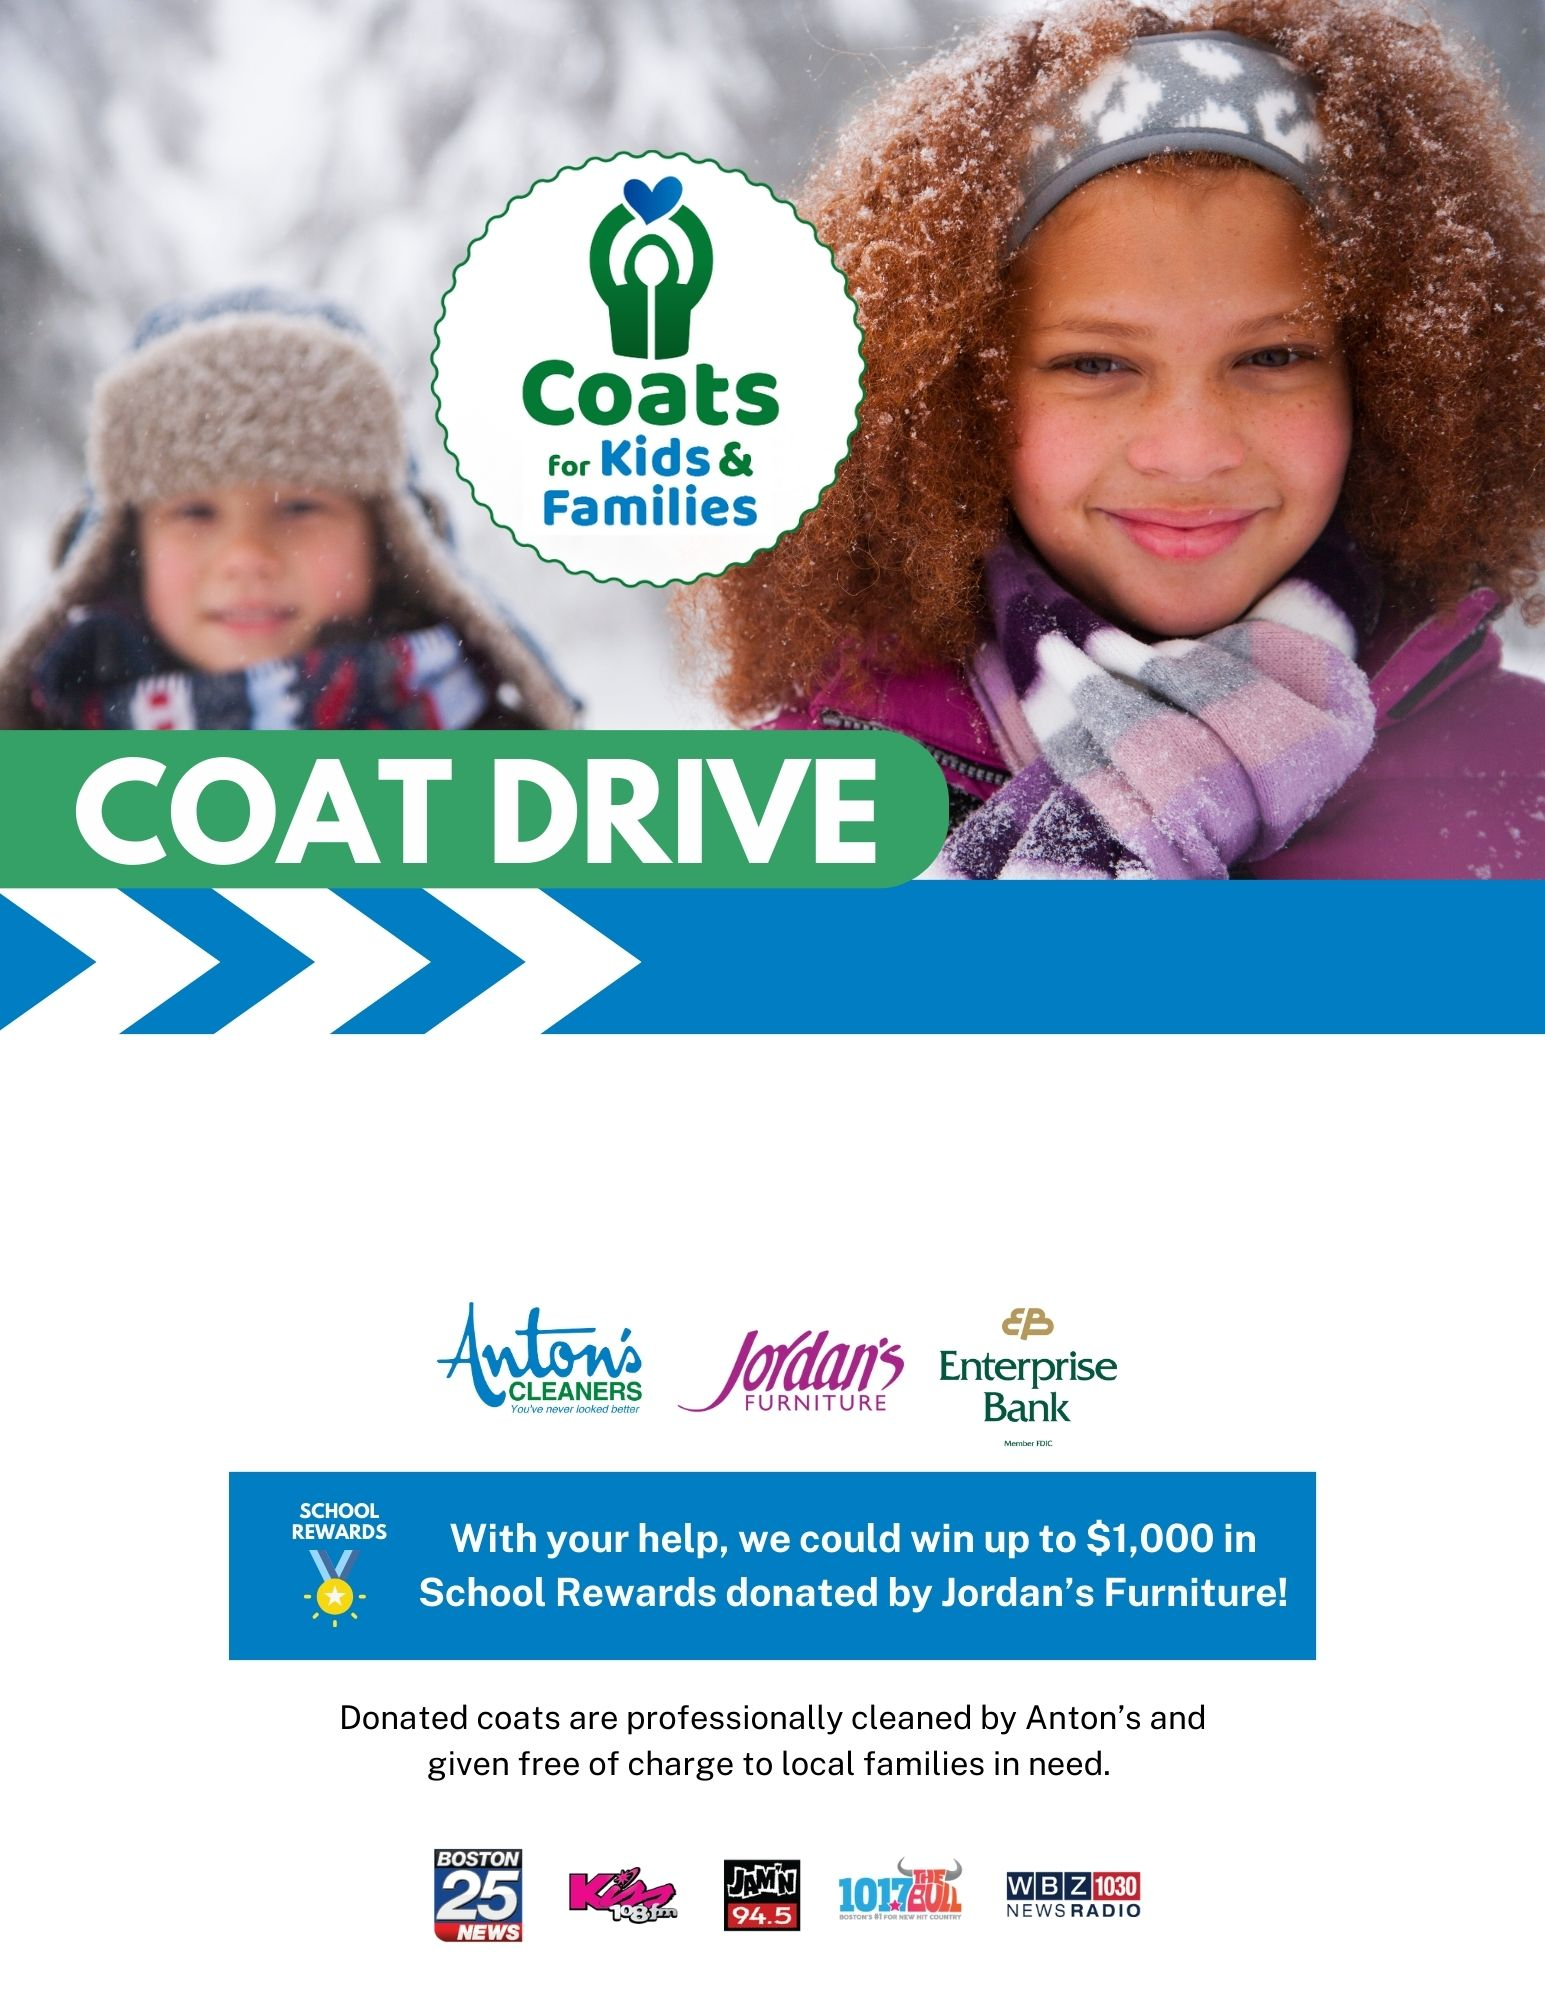 Coats
for Kids &
Families
COAT DRIVE
Anton's
CLEANERS
You've never looked better
Jordan's
FURNITURE
EB
Enterprise
Bank
Member FDIC
SCHOOL
REWARDS
With your help, we could win up to $1,000 in
School Rewards donated by Jordan’s Furniture!
Donated coats are professionally cleaned by Anton’s and
given free of charge to local families in need.
BOSTON
25
NEWS
Kiss
108fm
JAM'N
94.5
101.7 THE
BULL
BOSTON'S #1 FOR NEW HIT COUNTRY
WBZ 1030
NEWSRADIO